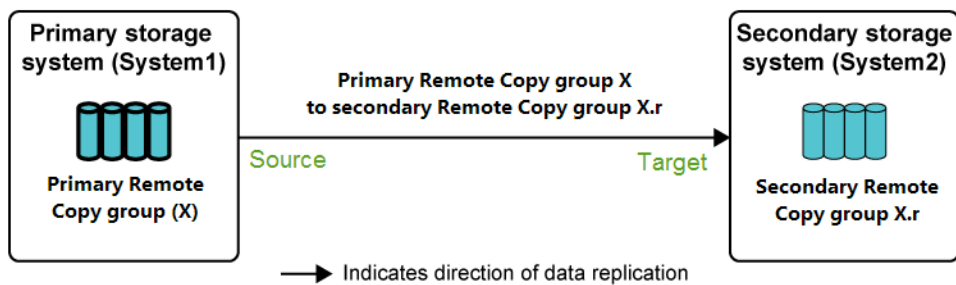 Primary storage
system (System1)
Primary Remote
Copy group (X)
Primary Remote Copy group X
to secondary Remote Copy group X.r
Source
Target
Secondary storage
system (System2)
Secondary Remote
Copy group X.r
Indicates direction of data replication